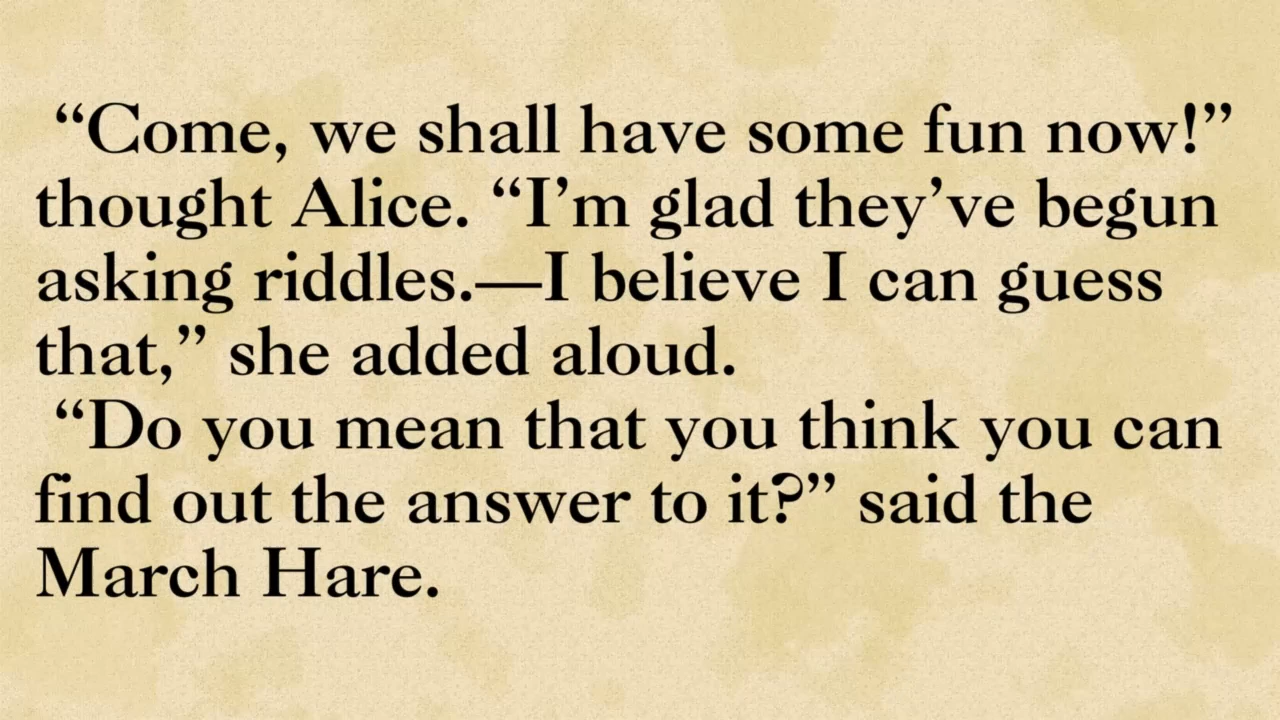 “Come, we shall have some fun now!”
thought Alice. “I’m glad they’ve begun
asking riddles.—I believe I can guess
that,” she added aloud.
“Do you mean that you think you can
find out the answer to it?” said the
March Hare.